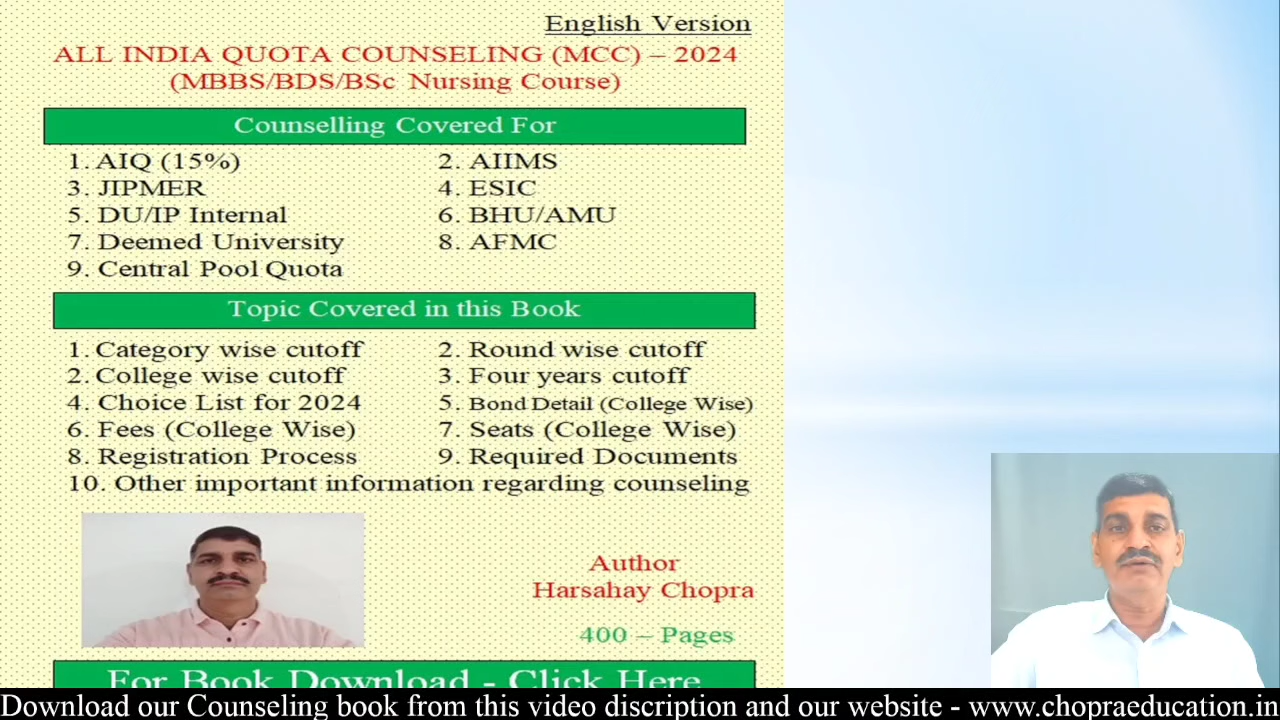 English Version
ALL INDIA QUOTA COUNSELING (MCC) – 2024
(MBBS/BDS/BSc Nursing Course)
Counselling Covered For
1. AIQ (15%) 2. AIIMS
3. JIPMER 4. ESIC
5. DU/IP Internal 6. BHU/AMU
7. Deemed University 8. AFMC
9. Central Pool Quota
Topic Covered in this Book
1. Category wise cutoff 2. Round wise cutoff
2. College wise cutoff 3. Four years cutoff
4. Choice List for 2024 5. Bond Detail (College Wise)
6. Fees (College Wise) 7. Seats (College Wise)
8. Registration Process 9. Required Documents
10. Other important information regarding counseling
Author
Harsahay Chopra
400 – Pages
For Book Download - Click Here
Download our Counseling book from this video discription and our website - www.chopraeducation.in